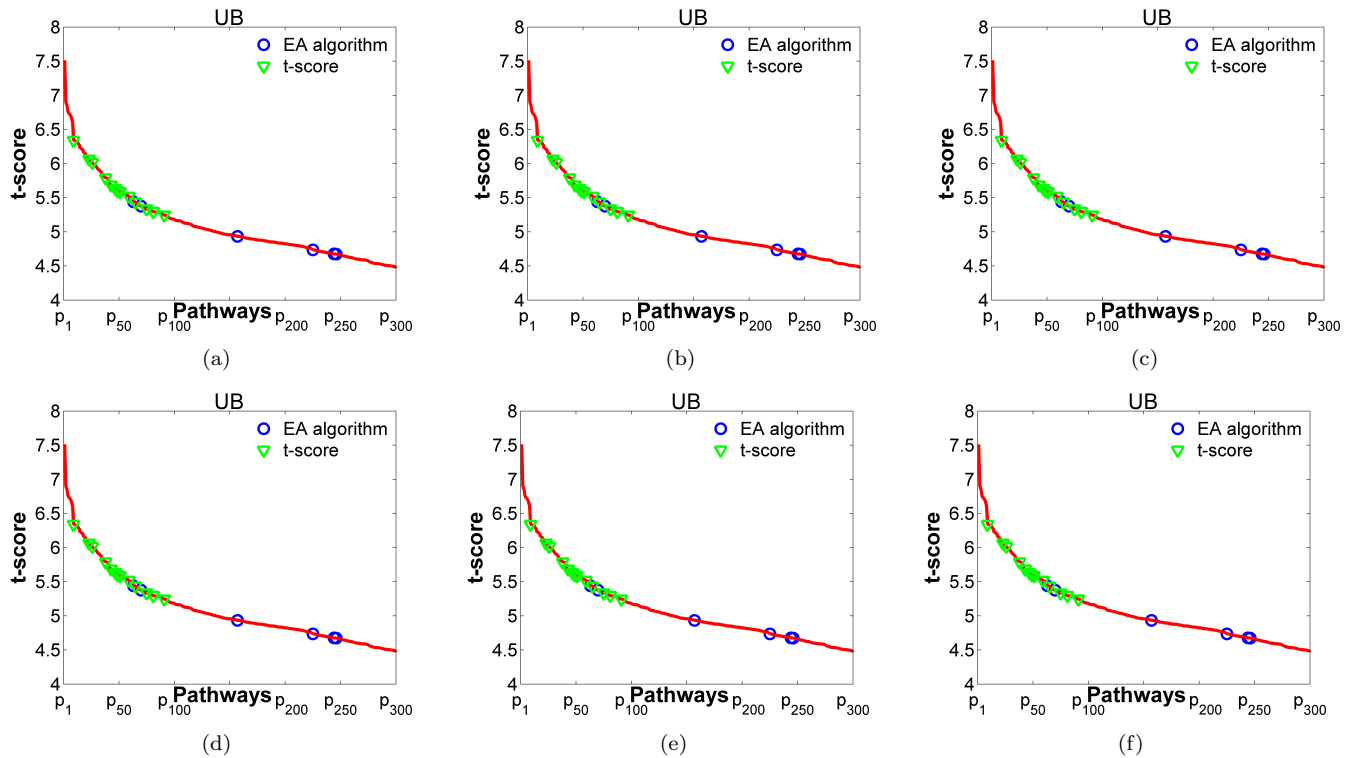 UB
8
7.5
7
6.5
6
5.5
5
4.5
4
t-score
EA algorithm
t-score
p1 p50 p100 p200 p250 p300
Pathways
(a)
UB
8
7.5
7
6.5
6
5.5
5
4.5
4
t-score
EA algorithm
t-score
p1 p50 p100 p200 p250 p300
Pathways
(b)
UB
8
7.5
7
6.5
6
5.5
5
4.5
4
t-score
EA algorithm
t-score
p1 p50 p100 p200 p250 p300
Pathways
(c)
UB
8
7.5
7
6.5
6
5.5
5
4.5
4
t-score
EA algorithm
t-score
p1 p50 p100 p200 p250 p300
Pathways
(d)
UB
8
7.5
7
6.5
6
5.5
5
4.5
4
t-score
EA algorithm
t-score
p1 p50 p100 p200 p250 p300
Pathways
(e)
UB
8
7.5
7
6.5
6
5.5
5
4.5
4
t-score
EA algorithm
t-score
p1 p50 p100 p200 p250 p300
Pathways
(f)